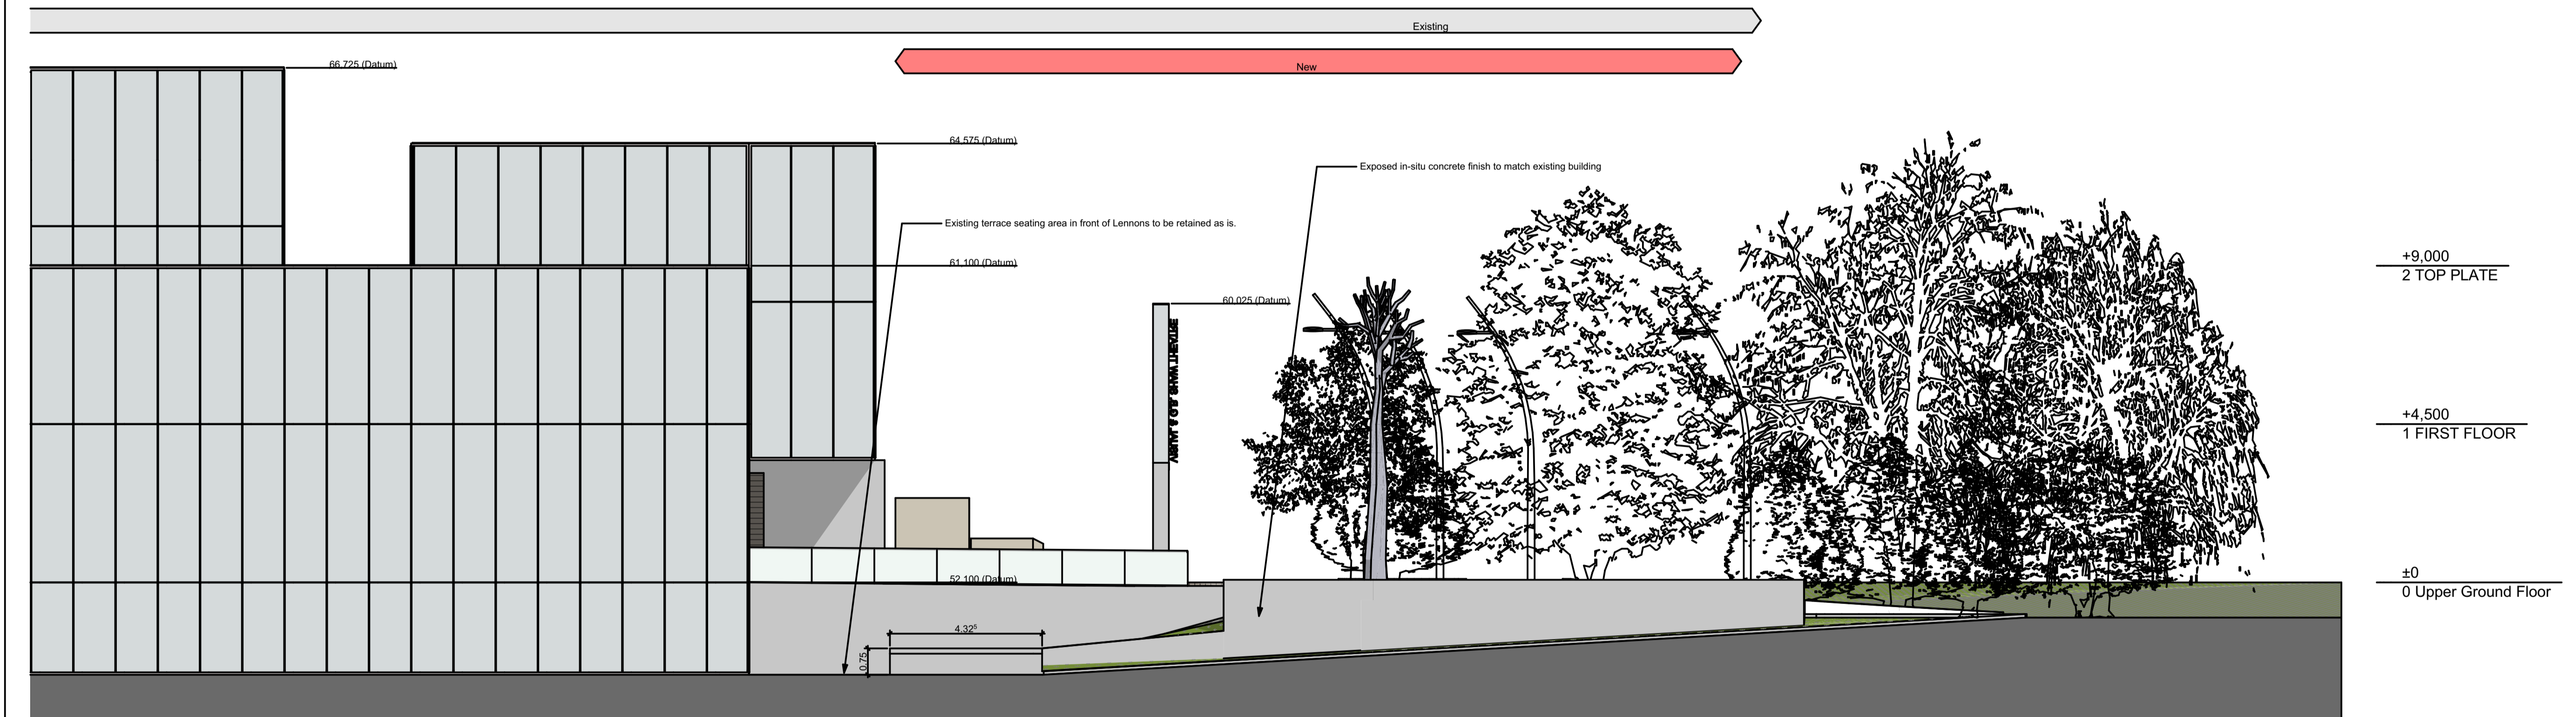 Existing
New
66,725 (Datum)
64,575 (Datum)
Exposed in-situ concrete finish to match existing building
Existing terrace seating area in front of Lennons to be retained as is.
61,100 (Datum)
+9,000
2 TOP PLATE
60,025 (Datum)
+4,500
1 FIRST FLOOR
52,100 (Datum)
±0
0 Upper Ground Floor
4.32⁵
0.75